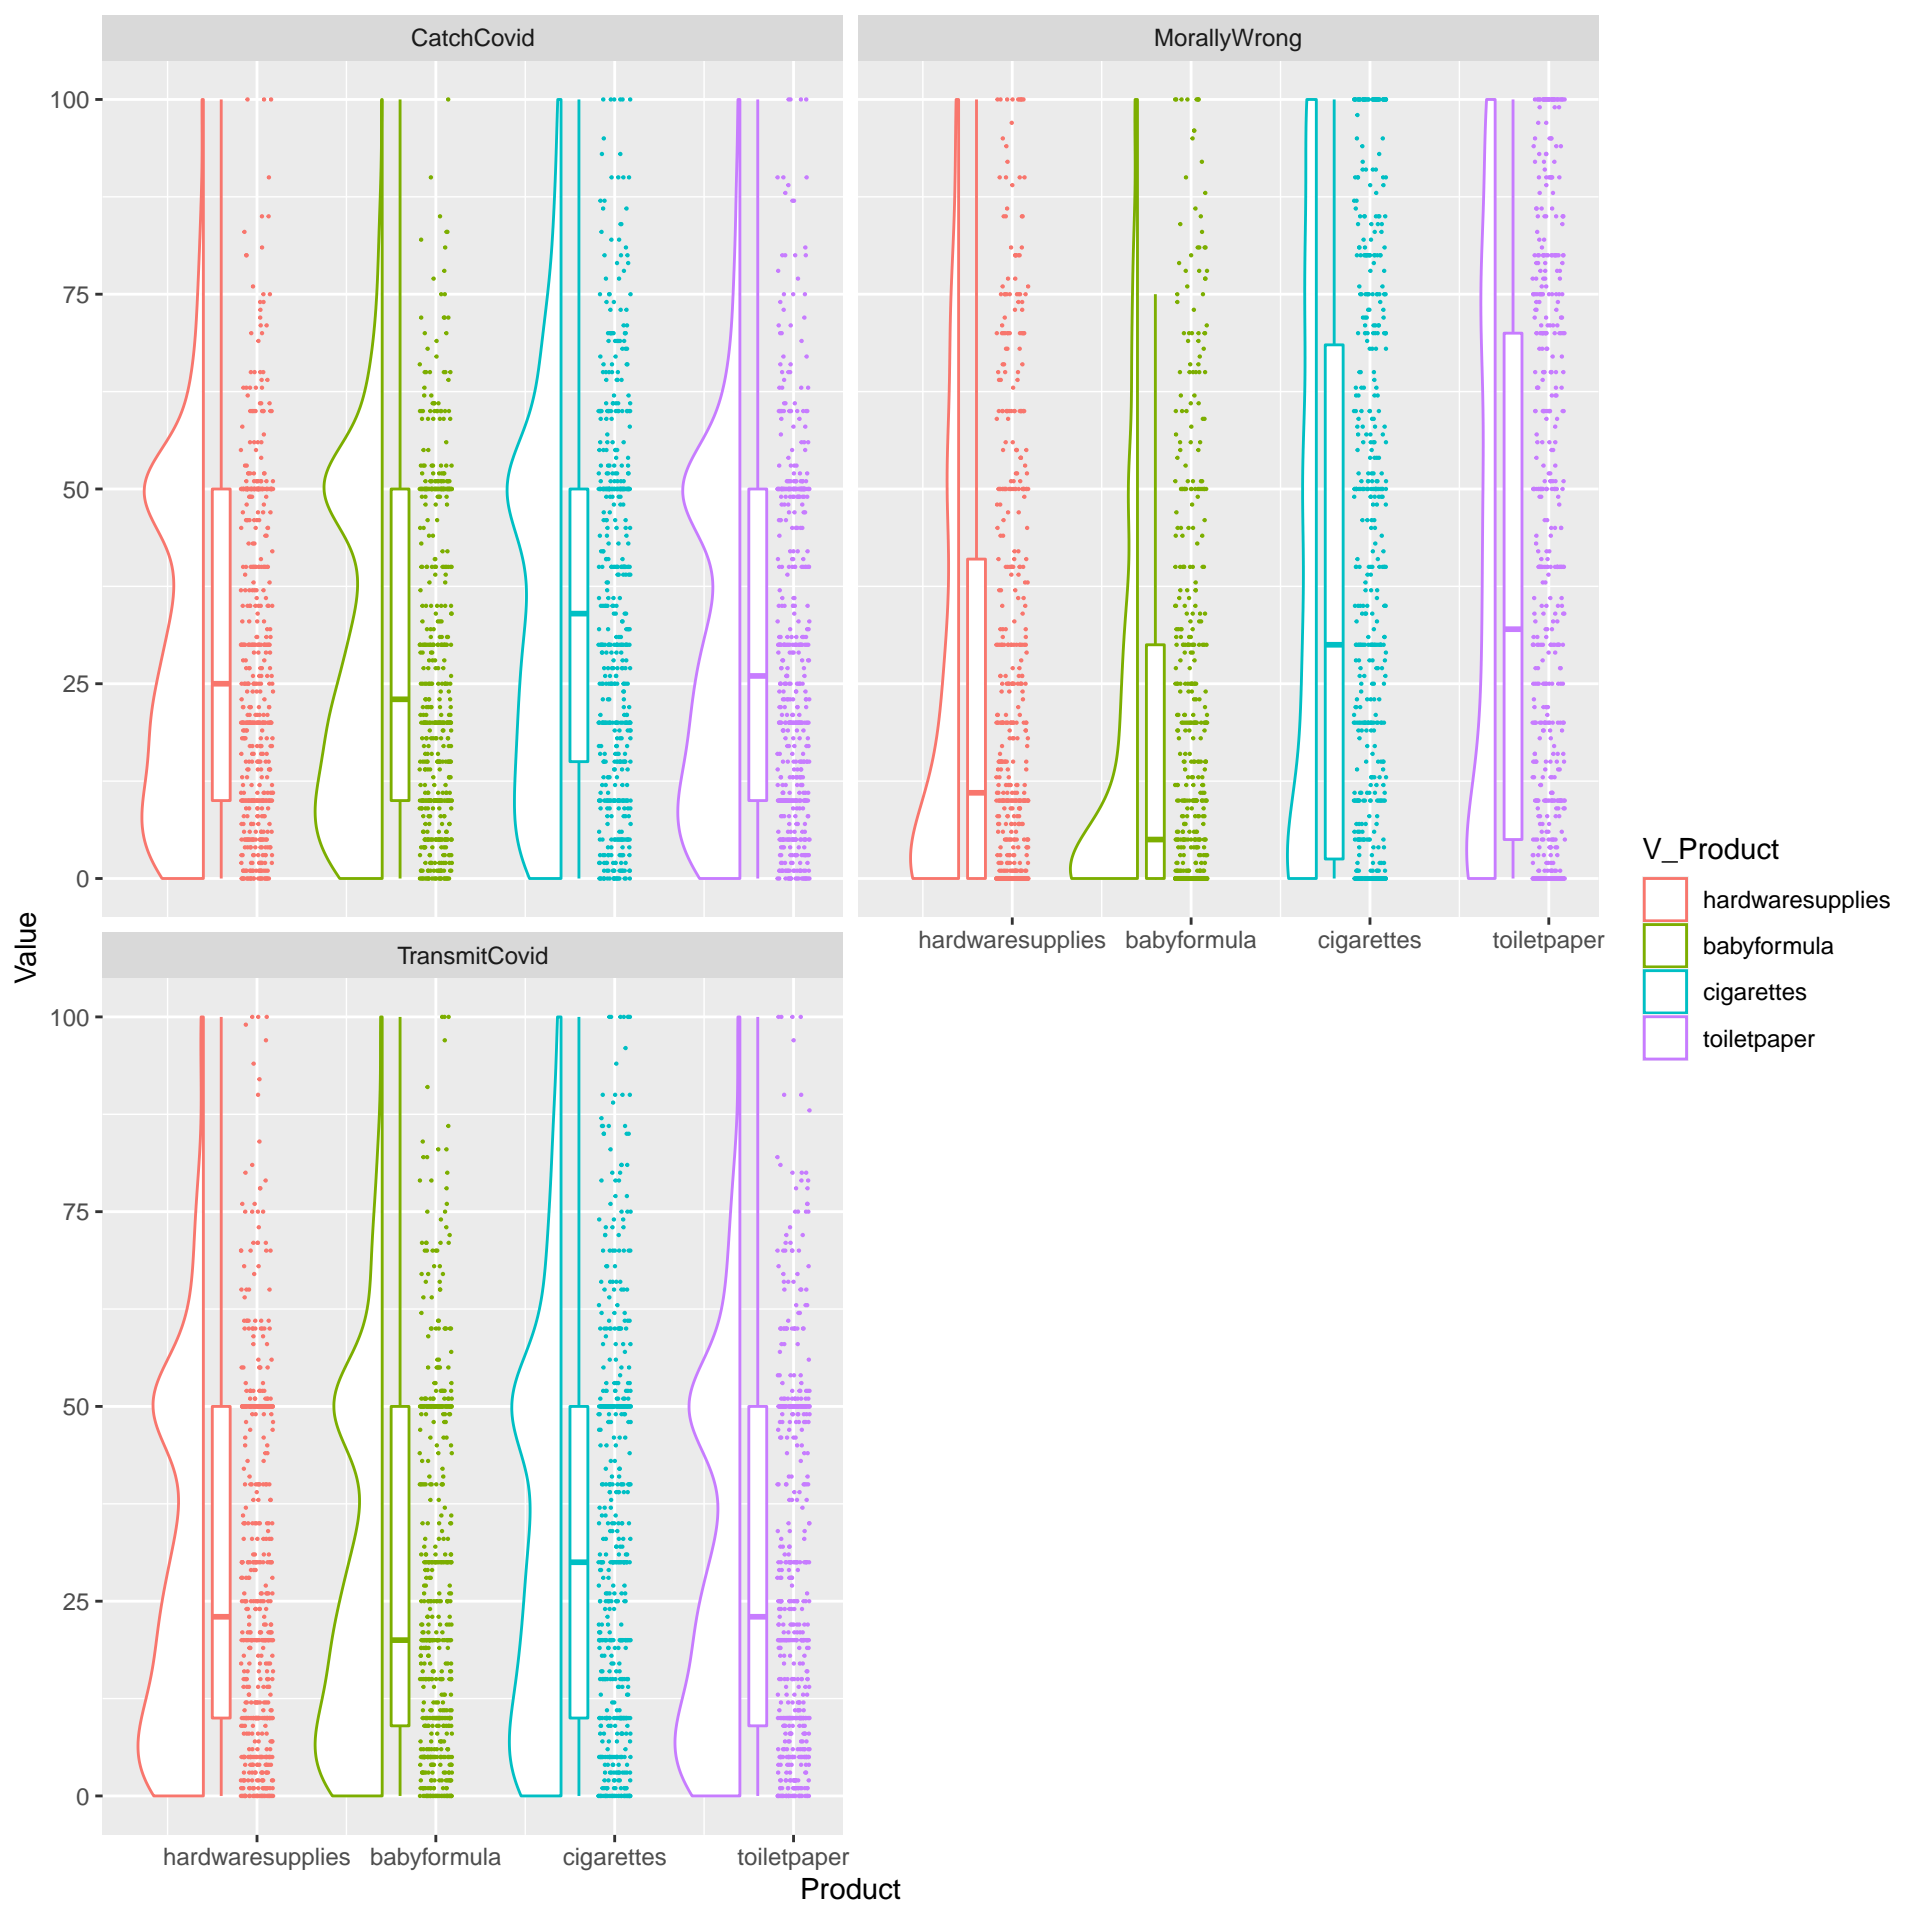 CatchCovid
MorallyWrong
100
75
50
25
0
hardwaresupplies babyformula cigarettes toiletpaper
TransmitCovid
100
75
50
25
0
hardwaresupplies babyformula cigarettes toiletpaper
Product
Value
V_Product
hardwaresupplies
babyformula
cigarettes
toiletpaper